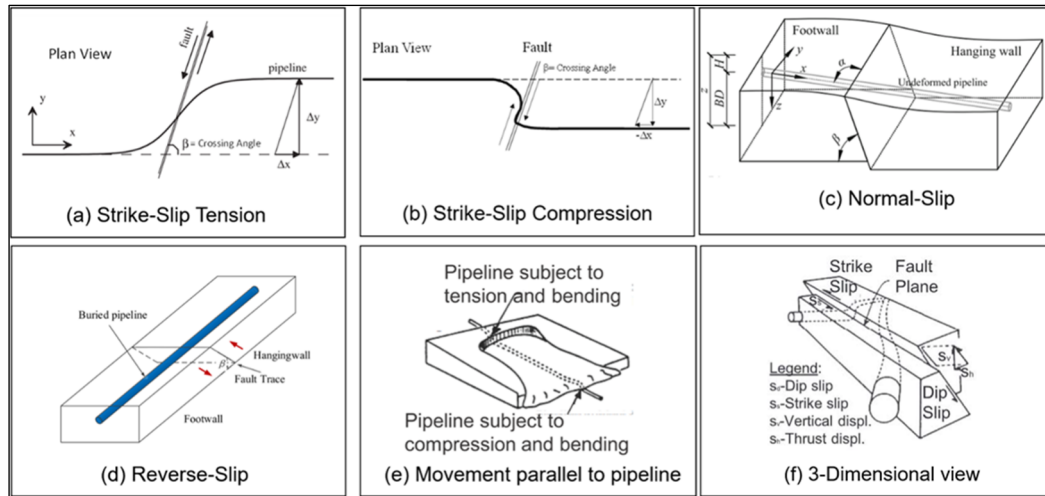 Plan View
fault
pipeline
y
x
β = Crossing Angle
Δy
Δx
(a) Strike-Slip Tension
Plan View
Fault
β= Crossing Angle
Δy
-Δx
(b) Strike-Slip Compression
Footwall
Hanging wall
y
x
α
z
H
BD
Undeformed pipeline
β
(c) Normal-Slip
Buried pipeline
Hangingwall
β
Fault Trace
Footwall
(d) Reverse-Slip
Pipeline subject to
tension and bending
Pipeline subject to
compression and bending
(e) Movement parallel to pipeline
Strike
Slip
Fault
Plane
Sₛ
Sᵥ
Sₕ
Dip
Slip
Legend:
s -Dip slip
s -Strike slip
s -Vertical displ.
s -Thrust displ.
(f) 3-Dimensional view